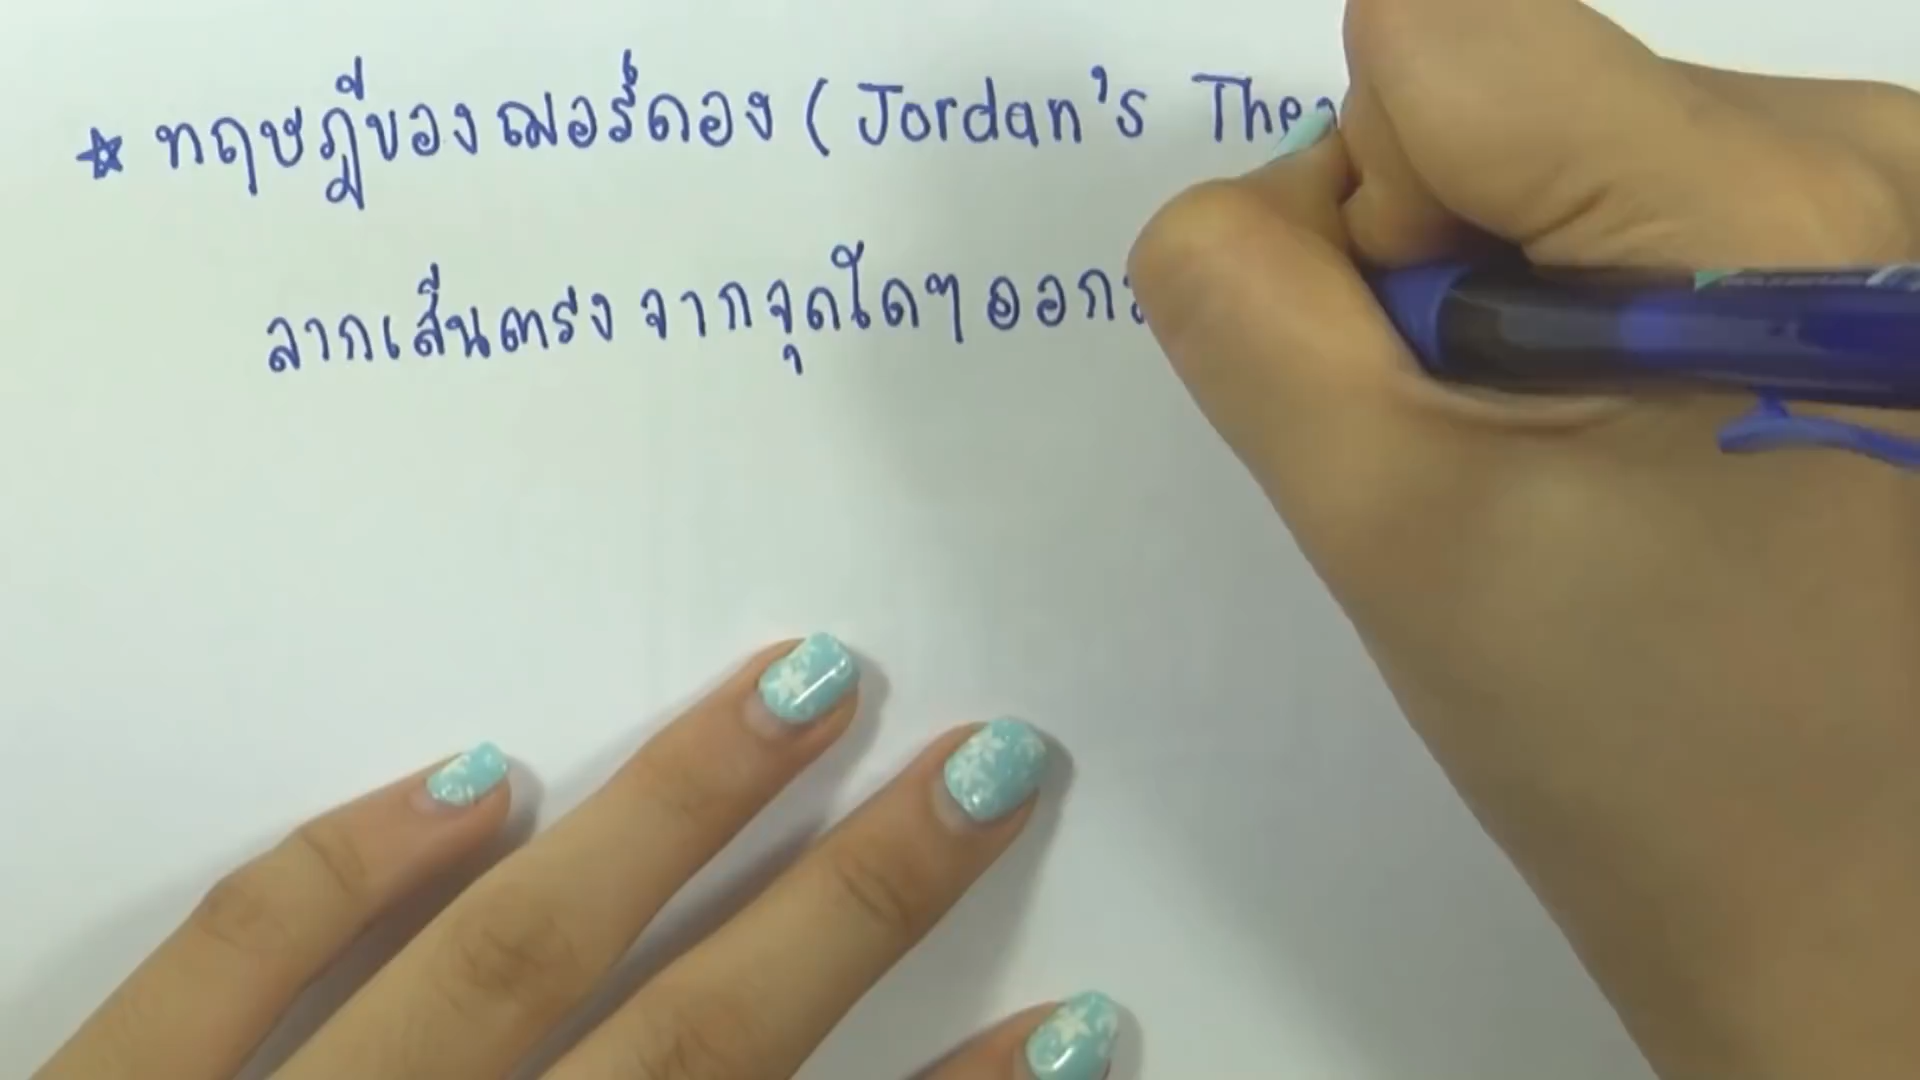 ทฤษฎีของฌอร์ดอง ( Jordan's
ลากเส้นตรง จากจุดใดๆ ออก